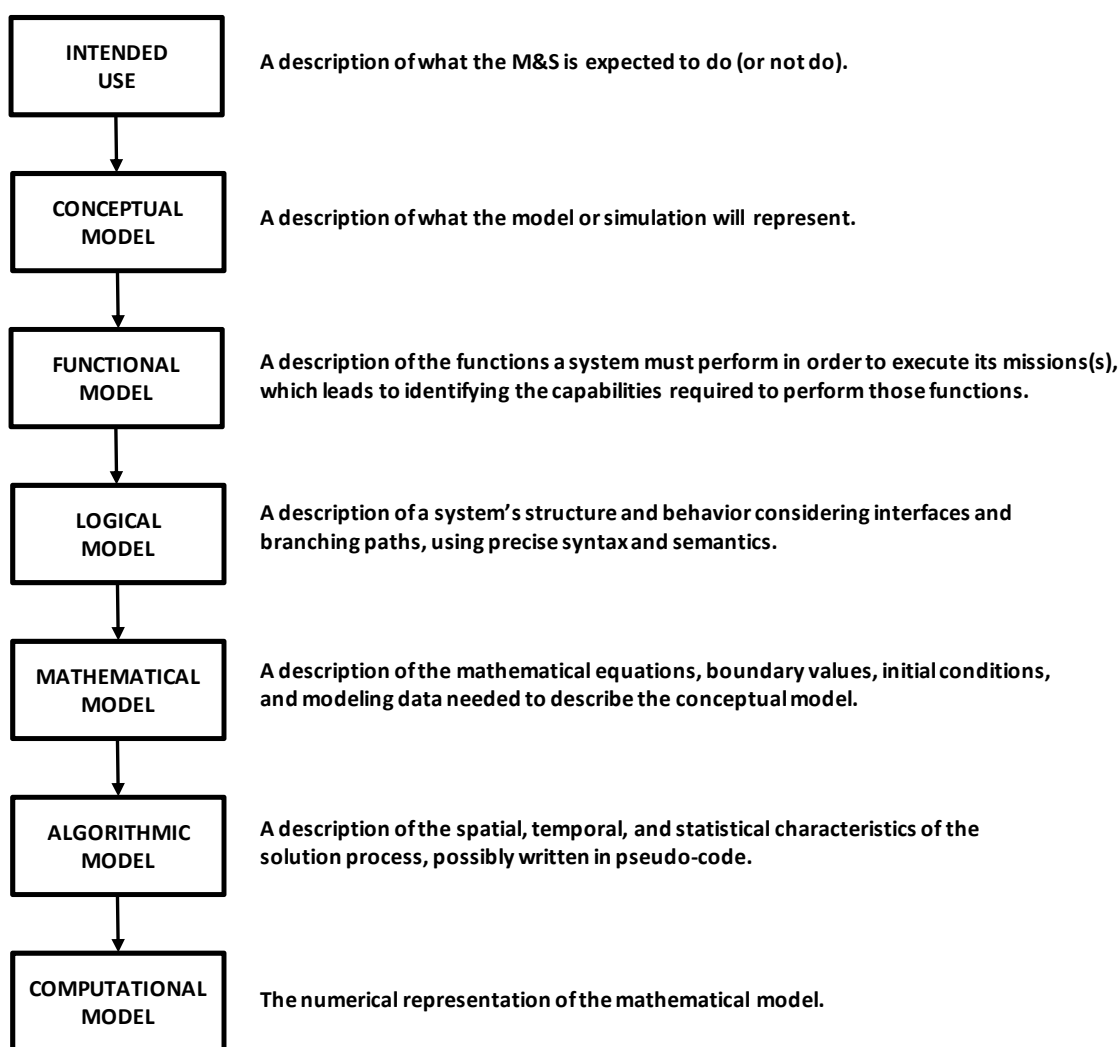 INTENDED
USE
A description of what the M&S is expected to do (or not do).
CONCEPTUAL
MODEL
A description of what the model or simulation will represent.
FUNCTIONAL
MODEL
A description of the functions a system must perform in order to execute its missions(s),
which leads to identifying the capabilities required to perform those functions.
LOGICAL
MODEL
A description of a system's structure and behavior considering interfaces and
branching paths, using precise syntax and semantics.
MATHEMATICAL
MODEL
A description of the mathematical equations, boundary values, initial conditions,
and modeling data needed to describe the conceptual model.
ALGORITHMIC
MODEL
A description of the spatial, temporal, and statistical characteristics of the
solution process, possibly written in pseudo-code.
COMPUTATIONAL
MODEL
The numerical representation of the mathematical model.